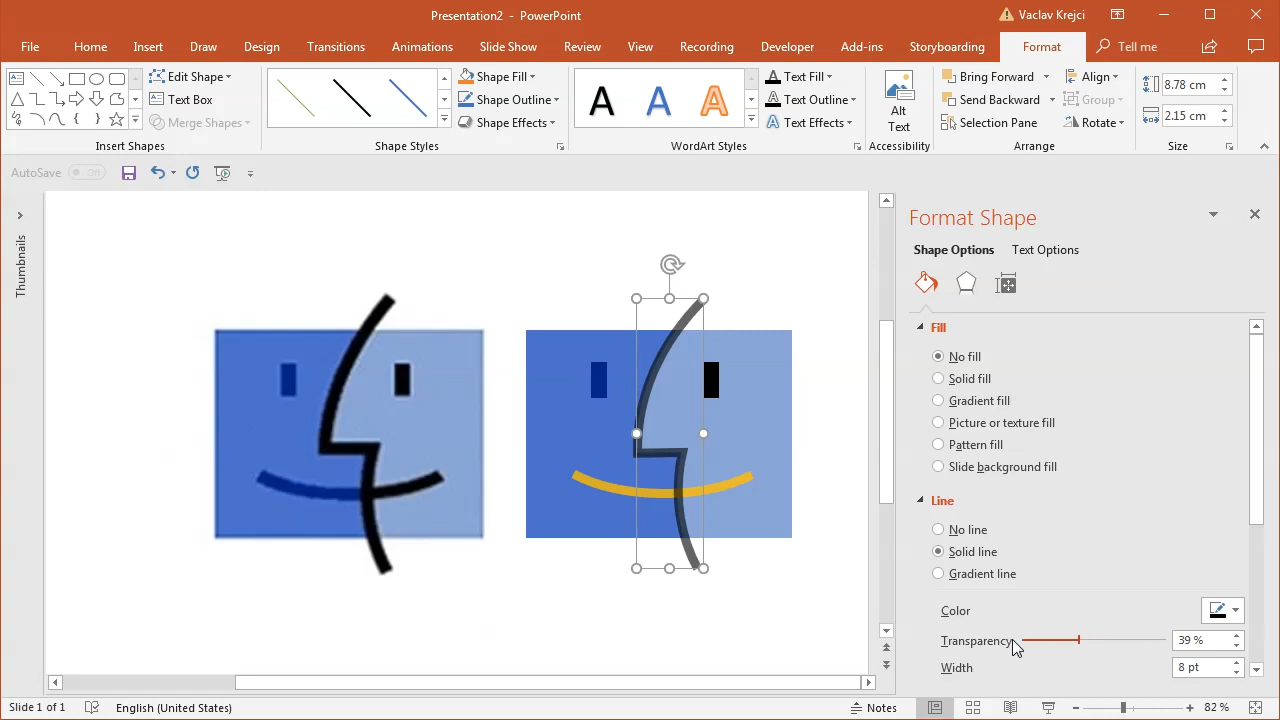 Presentation2 - PowerPoint
Vaclav Krejci
File Home Insert Draw Design Transitions Animations Slide Show Review View Recording Developer Add-ins Storyboarding Format Tell me
Edit Shape
Text Box
Merge Shapes
Insert Shapes
Shape Fill
Shape Outline
Shape Effects
Shape Styles
A A A
Text Fill
Text Outline
Text Effects
WordArt Styles
Alt
Text
Accessibility
Bring Forward
Send Backward
Selection Pane
Align
Group
Rotate
Arrange
8.78 cm
2.15 cm
Size
AutoSave Off
Thumbnails
Format Shape
Shape Options Text Options
Fill
No fill
Solid fill
Gradient fill
Picture or texture fill
Pattern fill
Slide background fill
Line
No line
Solid line
Gradient line
Color
Transparency 39 %
Width 8 pt
Slide 1 of 1 English (United States) Notes 82 %